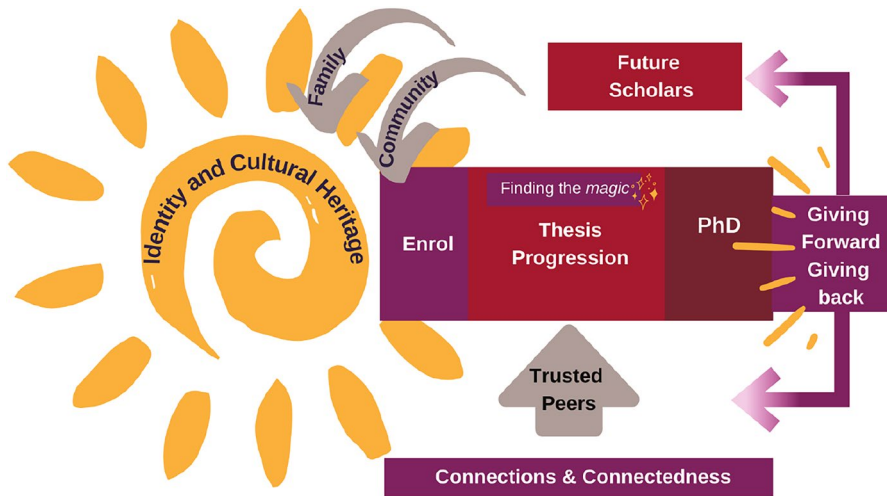 Family
Community
Identity and Cultural Heritage
Future
Scholars
Enrol
Finding the magic
Thesis
Progression
PhD
Giving
Forward
Giving
back
Trusted
Peers
Connections & Connectedness